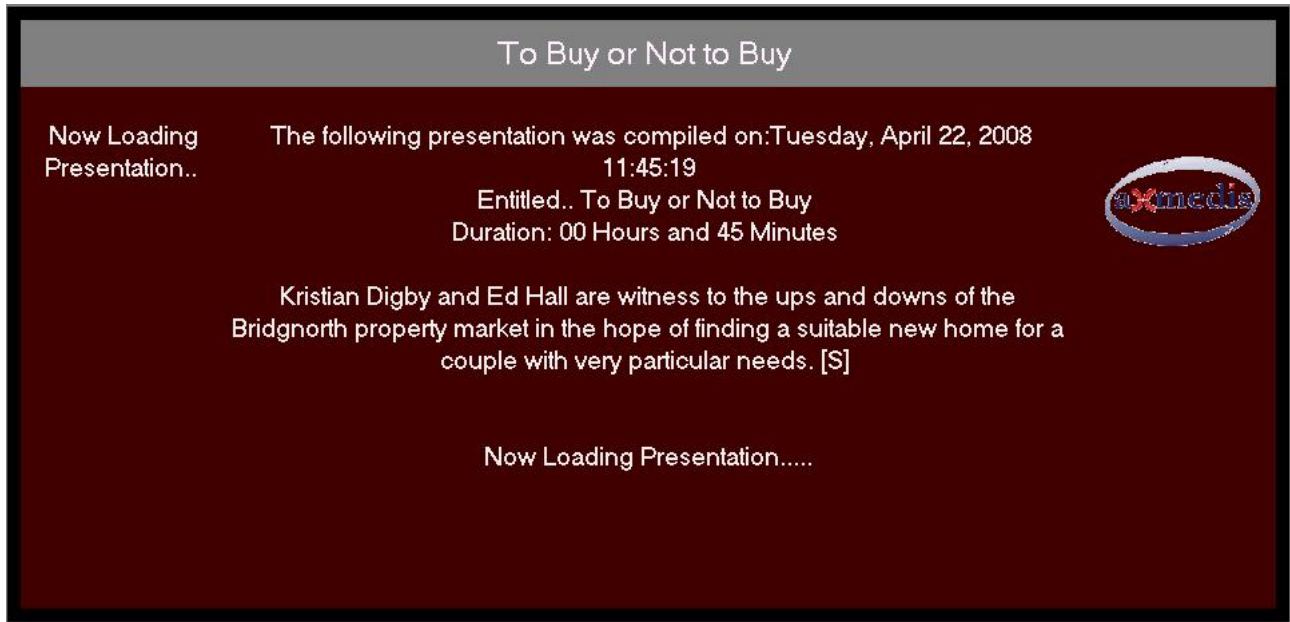 To Buy or Not to Buy
Now Loading
Presentation..
The following presentation was compiled on:Tuesday, April 22, 2008
11:45:19
Entitled.. To Buy or Not to Buy
Duration: 00 Hours and 45 Minutes
axmedis
Kristian Digby and Ed Hall are witness to the ups and downs of the
Bridgnorth property market in the hope of finding a suitable new home for a
couple with very particular needs. [S]
Now Loading Presentation.....